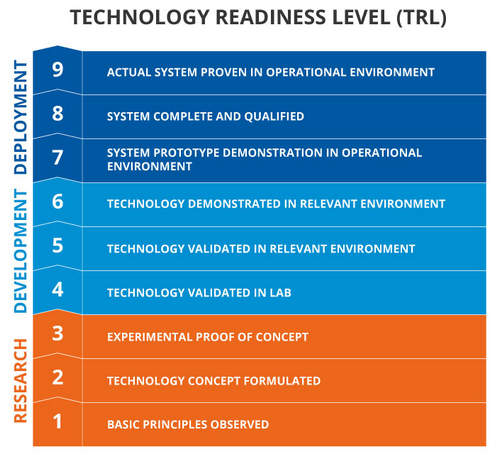 TECHNOLOGY READINESS LEVEL (TRL)
DEPLOYMENT
9 ACTUAL SYSTEM PROVEN IN OPERATIONAL ENVIRONMENT
8 SYSTEM COMPLETE AND QUALIFIED
7 SYSTEM PROTOTYPE DEMONSTRATION IN OPERATIONAL
ENVIRONMENT
DEVELOPMENT
6 TECHNOLOGY DEMONSTRATED IN RELEVANT ENVIRONMENT
5 TECHNOLOGY VALIDATED IN RELEVANT ENVIRONMENT
4 TECHNOLOGY VALIDATED IN LAB
RESEARCH
3 EXPERIMENTAL PROOF OF CONCEPT
2 TECHNOLOGY CONCEPT FORMULATED
1 BASIC PRINCIPLES OBSERVED